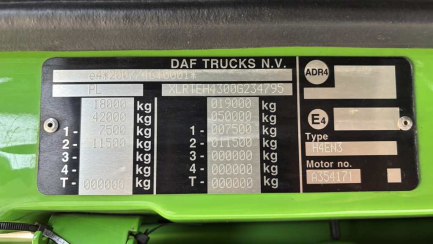 DAF TRUCKS N.V.
ADR4
PL XLRTEH4300G234795
18000 kg 019000 kg
42000 kg 050000 kg
1- 7500 kg 1- 007500 kg
2- 11500 kg 2- 011500 kg
3- kg 3- 000000 kg
4- kg 4- 000000 kg
T- 000000 kg T- 000000 kg
E4
Type
H4EN3
Motor no.
A354171